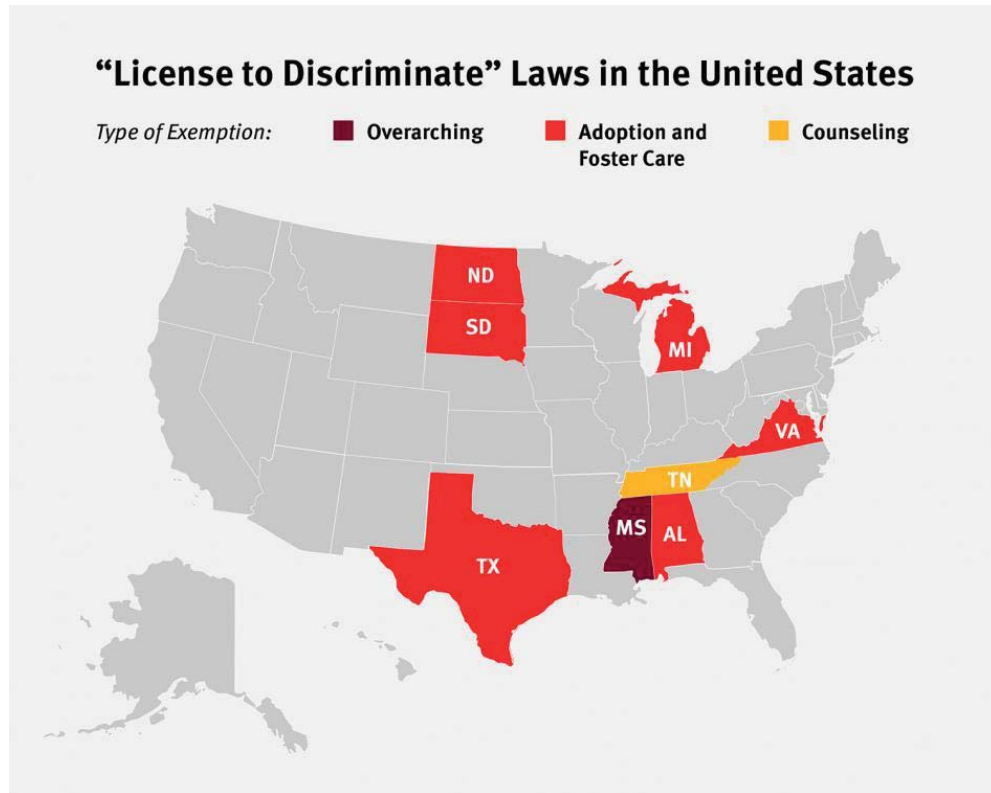 “License to Discriminate” Laws in the United States
Type of Exemption:
Overarching
Adoption and
Foster Care
Counseling
ND
SD
MI
VA
TN
MS
AL
TX